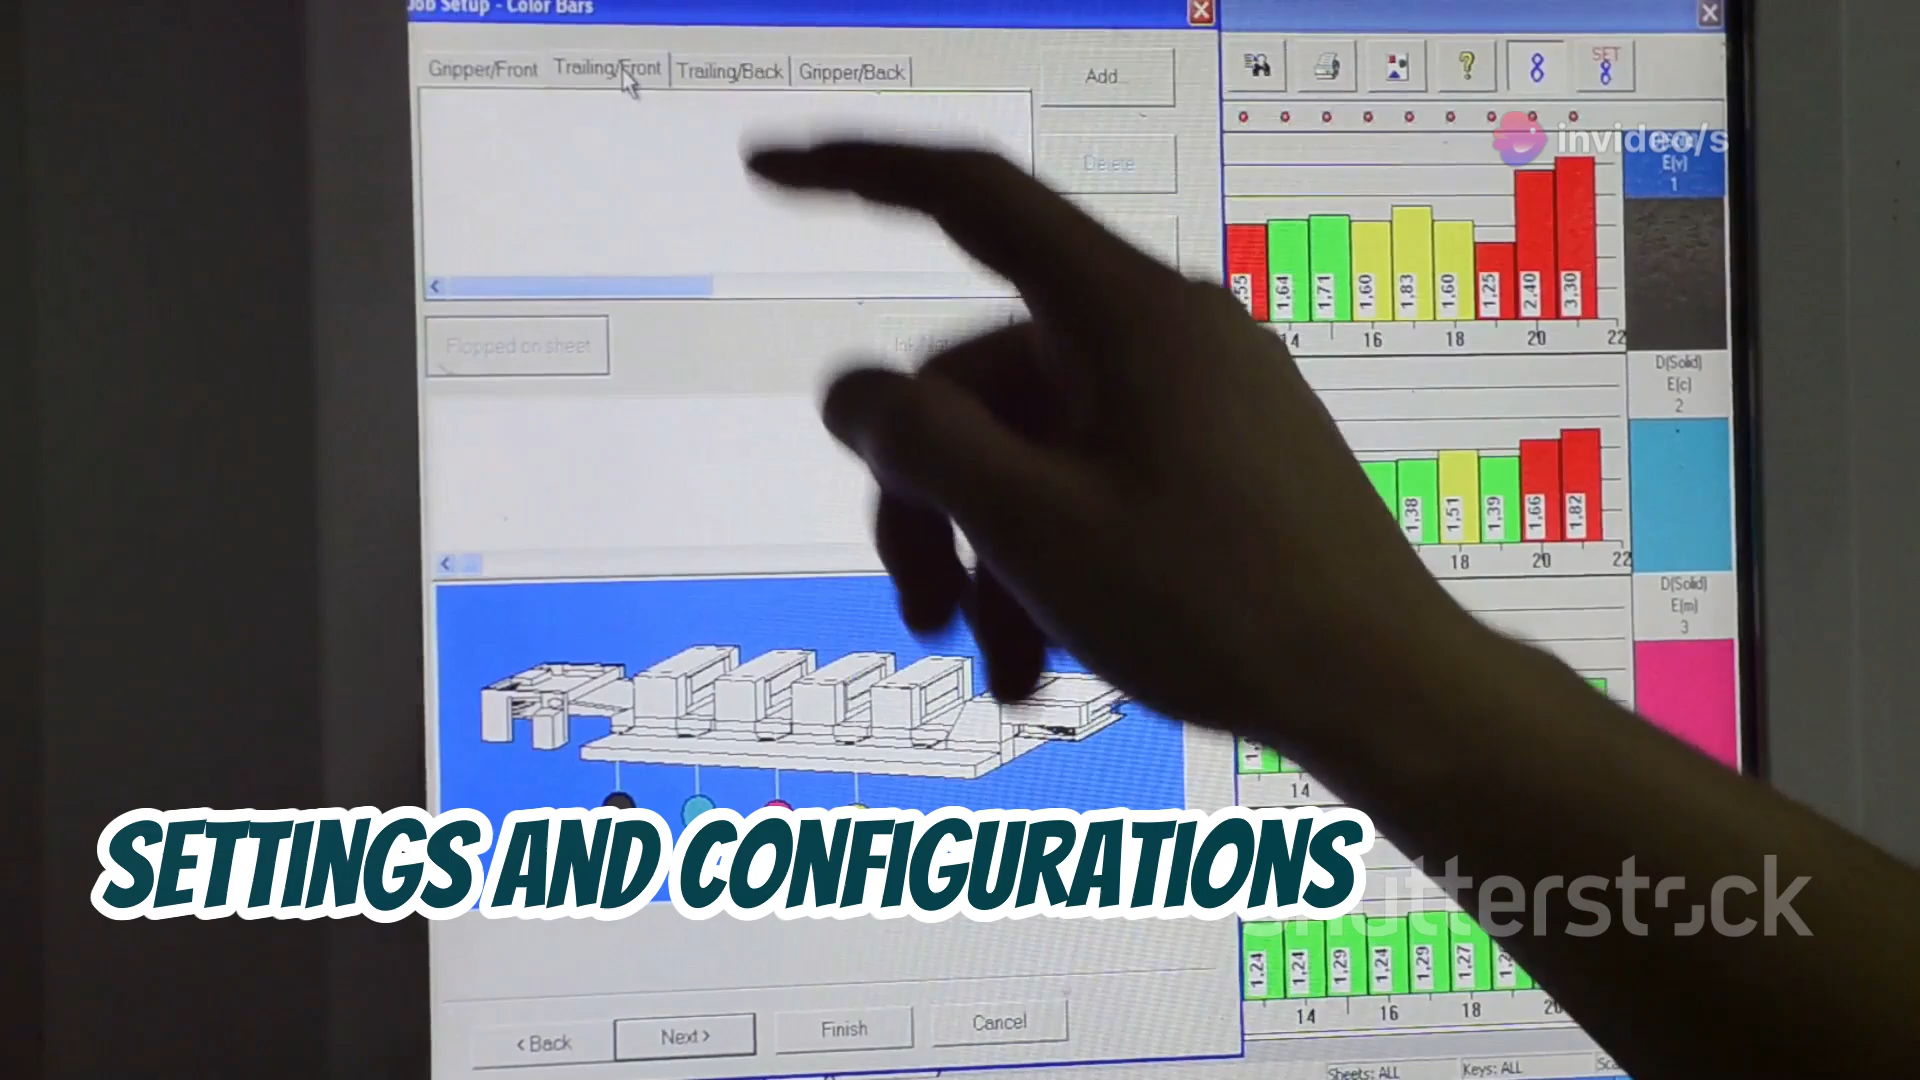 Job Setup - Color Bars
Gripper/Front
Trailing/Front
Trailing/Back
Gripper/Back
Add...
Delete
Flopped on sheet
< Back
Next >
Finish
Cancel
SET
invideo/s
E(v)
1
1,64
1,71
1,60
1,83
1,60
1,25
2,40
3,30
14
16
18
20
22
D(Solid)
E(c)
2
1,38
1,51
1,39
1,66
1,82
18
20
22
D(Solid)
E(m)
3
14
SETTINGS AND CONFIGURATIONS
shutterstock
1,24
1,24
1,29
1,24
1,29
1,27
14
16
18
20
Sheets: ALL
Keys: ALL